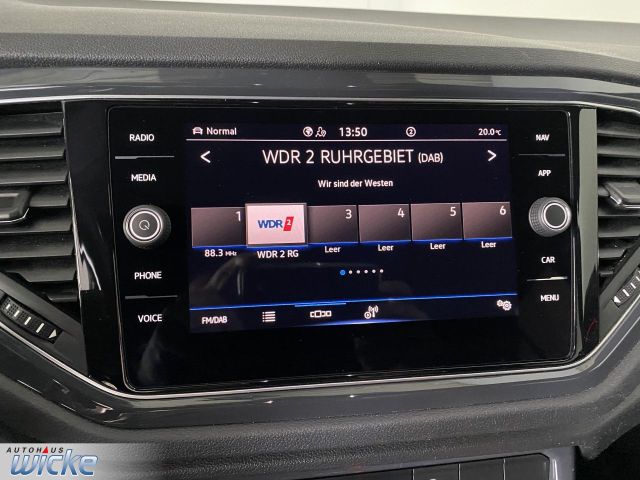 RADIO
MEDIA
PHONE
VOICE
Normal
13:50
2
20.0°C
< WDR 2 RUHRGEBIET (DAB) >
Wir sind der Westen
1
WDR 2
3
4
5
6
88.3 MHz
WDR 2 RG
Leer
Leer
Leer
Leer
FM/DAB
NAV
APP
CAR
MENU
AUTOHAUS
WICKE